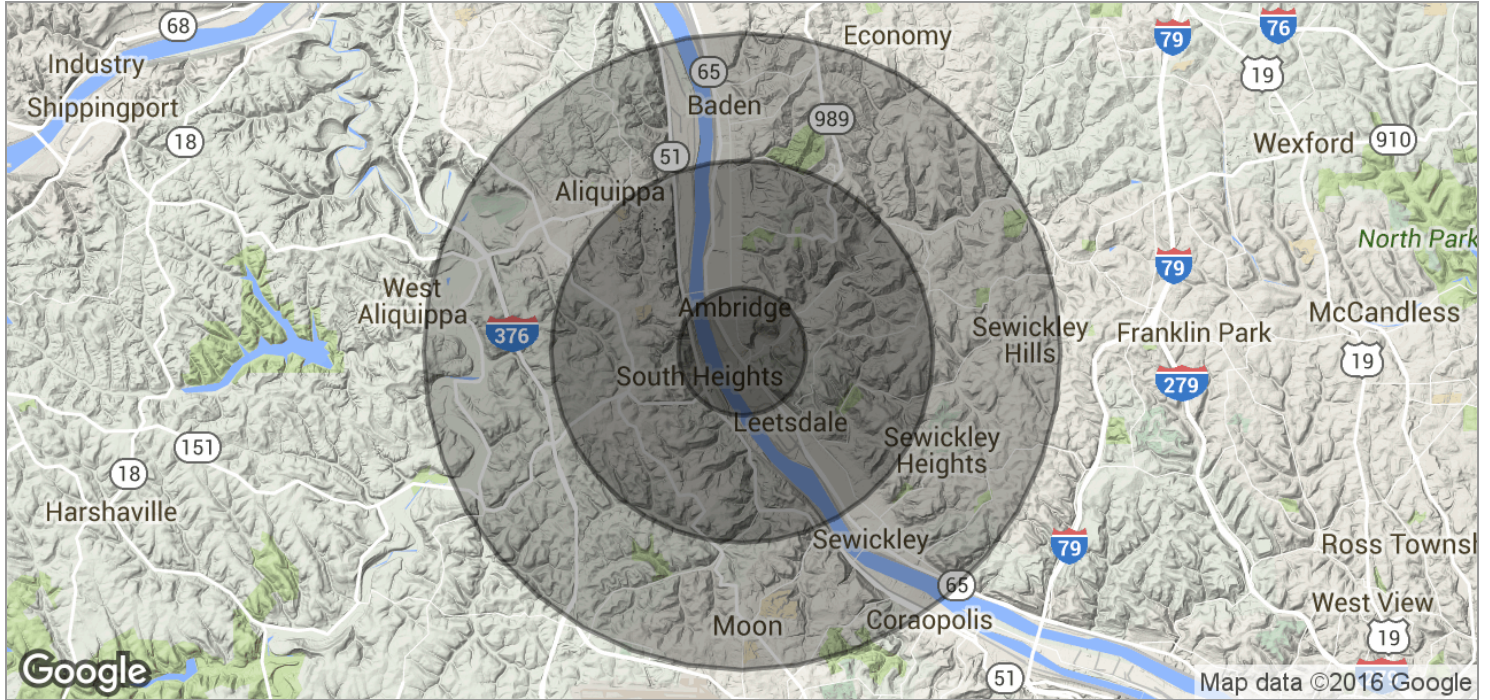 68
Industry
Shippingport
18
Economy
79
76
19
65
Baden
989
51
Aliquippa
Wexford
910
North Park
79
West
Aliquippa
376
Ambridge
South Heights
Leetsdale
Sewickley
Hills
Franklin Park
McCandless
19
279
Sewickley
Heights
151
18
Harshaville
Sewickley
79
Ross Townsh
65
Coraopolis
Moon
West View
19
51
Google
Map data ©2016 Google